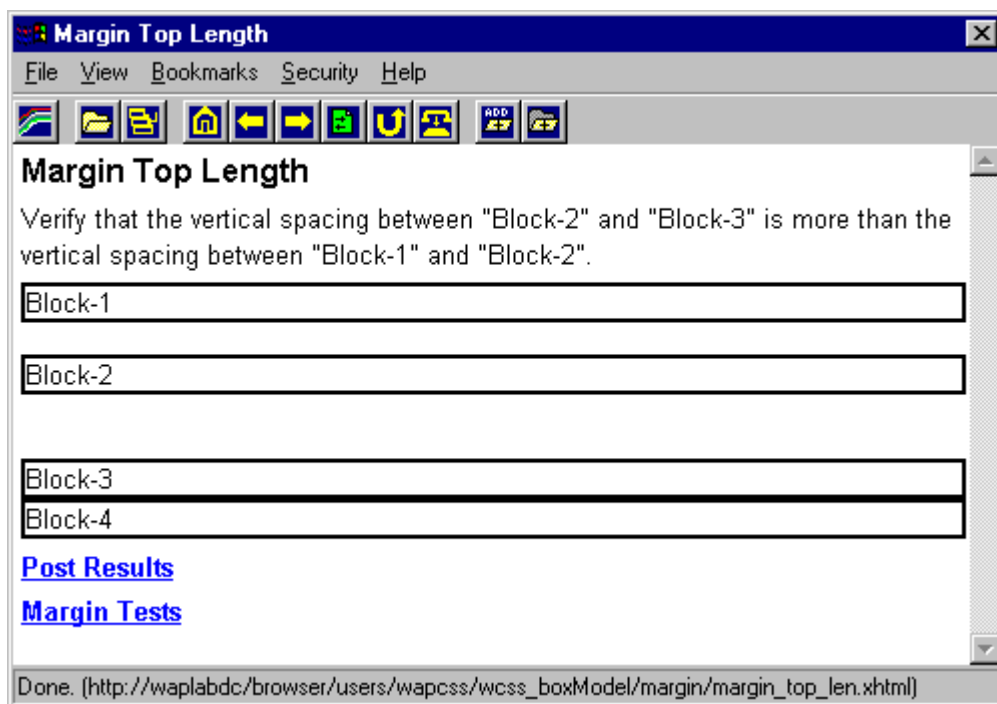 Margin Top Length
File View Bookmarks Security Help
ADD
Margin Top Length
Verify that the vertical spacing between "Block-2" and "Block-3" is more than the
vertical spacing between "Block-1" and "Block-2".
Block-1
Block-2
Block-3
Block-4
Post Results
Margin Tests
Done. (http://waplabdc/browser/users/wapcss/wcss_boxModel/margin/margin_top_len.xhtml)